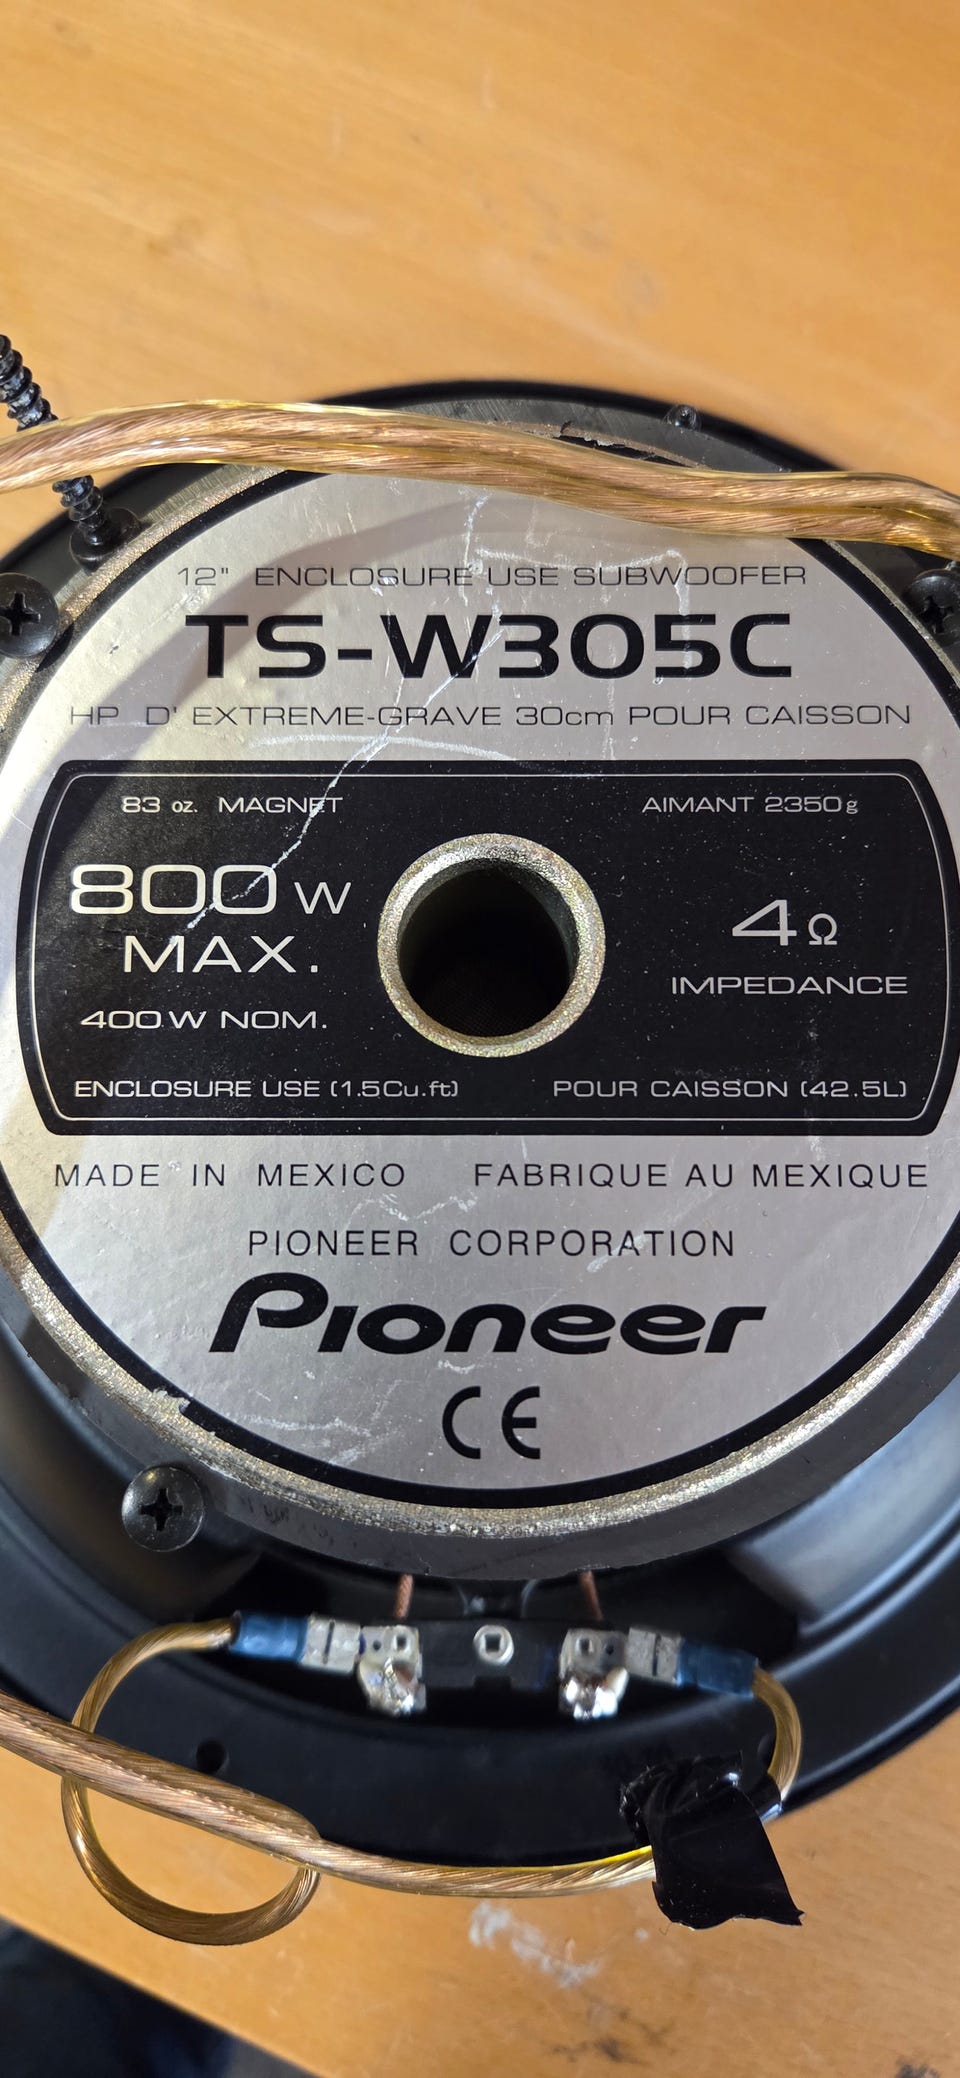 12" ENCLOSURE USE SUBWOOFER
TS-W305C
HP D' EXTREME-GRAVE 30cm POUR CAISSON
83 oz. MAGNET
AIMANT 2350g
800 W
MAX.
400 W NOM.
4Ω
IMPEDANCE
ENCLOSURE USE (1.5Cu.ft)
POUR CAISSON (42.5L)
MADE IN MEXICO FABRIQUE AU MEXIQUE
PIONEER CORPORATION
Pioneer
CE